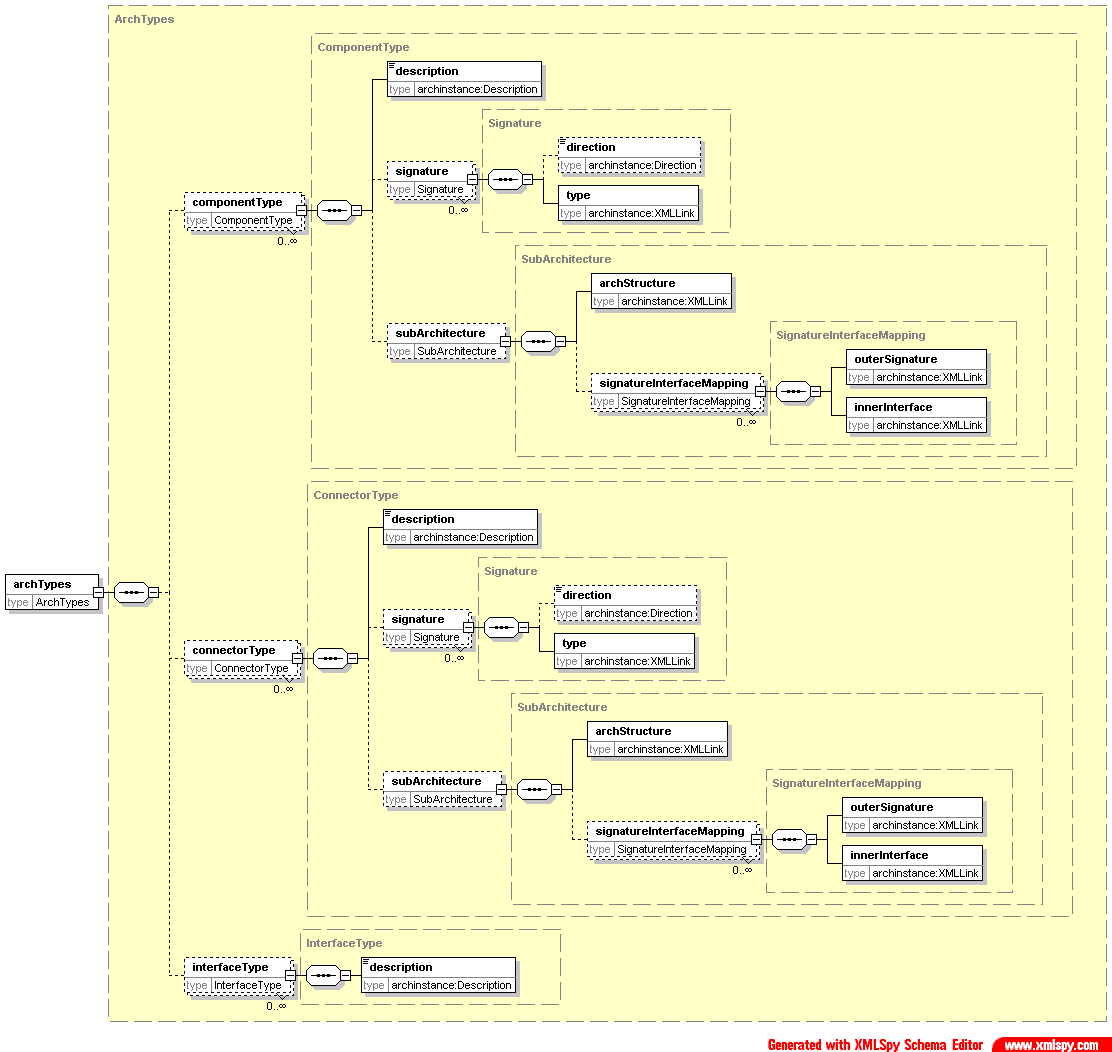 ArchTypes
ComponentType
description
type archinstance:Description
Signature
direction
type archinstance:Direction
signature
type Signature
0..∞
type
type archinstance:XMLLink
componentType
type ComponentType
0..∞
SubArchitecture
archStructure
type archinstance:XMLLink
subArchitecture
type SubArchitecture
SignatureInterfaceMapping
outerSignature
type archinstance:XMLLink
signatureInterfaceMapping
type SignatureInterfaceMapping
0..∞
innerInterface
type archinstance:XMLLink
ConnectorType
description
type archinstance:Description
archTypes
type ArchTypes
Signature
direction
type archinstance:Direction
signature
type Signature
0..∞
type
type archinstance:XMLLink
connectorType
type ConnectorType
0..∞
SubArchitecture
archStructure
type archinstance:XMLLink
subArchitecture
type SubArchitecture
SignatureInterfaceMapping
outerSignature
type archinstance:XMLLink
signatureInterfaceMapping
type SignatureInterfaceMapping
0..∞
innerInterface
type archinstance:XMLLink
InterfaceType
interfaceType
type InterfaceType
0..∞
description
type archinstance:Description
Generated with XMLSpy Schema Editor www.xmlspy.com